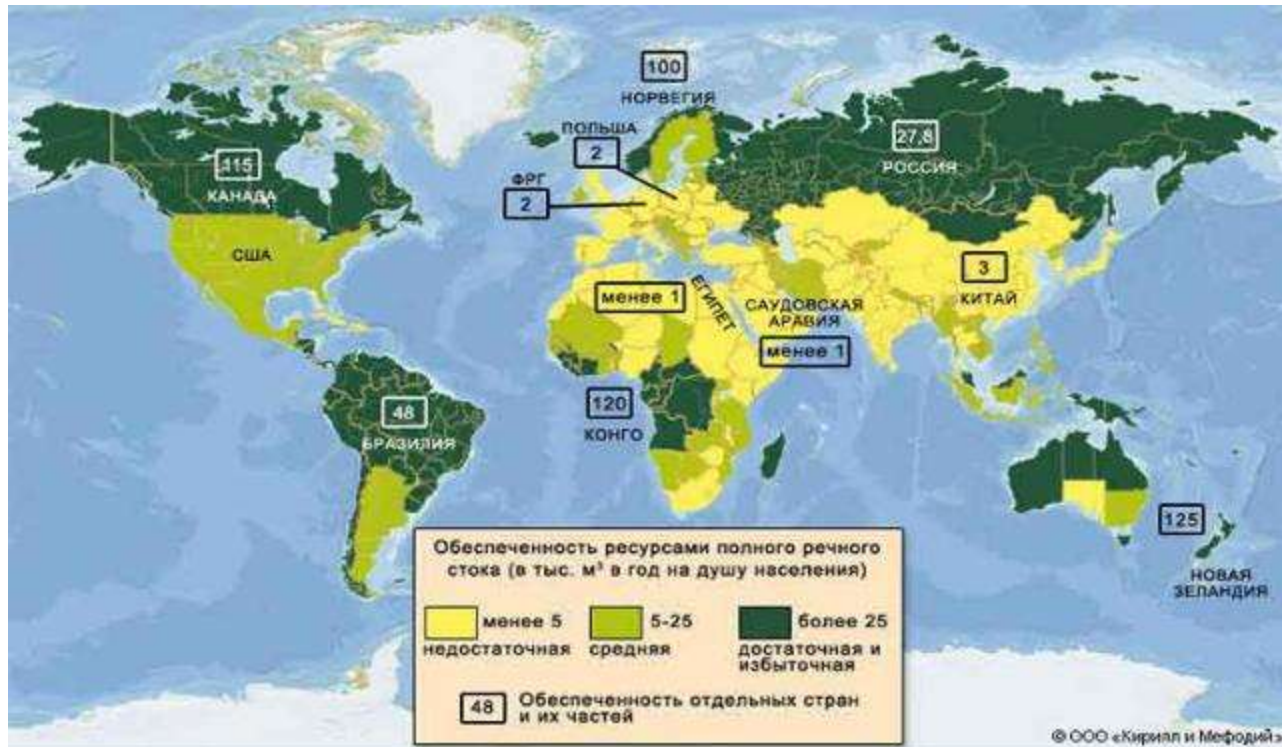 100
НОРВЕГИЯ
ПОЛЬША
2
ФРГ
2
27,8
РОССИЯ
115
КАНАДА
США
3
КИТАЙ
менее 1
ЕГИПЕТ
САУДОВСКАЯ
АРАВИЯ
менее 1
120
КОНГО
48
БРАЗИЛИЯ
125
НОВАЯ
ЗЕЛАНДИЯ
Обеспеченность ресурсами полного речного
стока (в тыс. м³ в год на душу населения)
менее 5
недостаточная
5-25
средняя
более 25
достаточная и
избыточная
48 Обеспеченность отдельных стран
и их частей
© ООО «Кирилл и Мефодий»